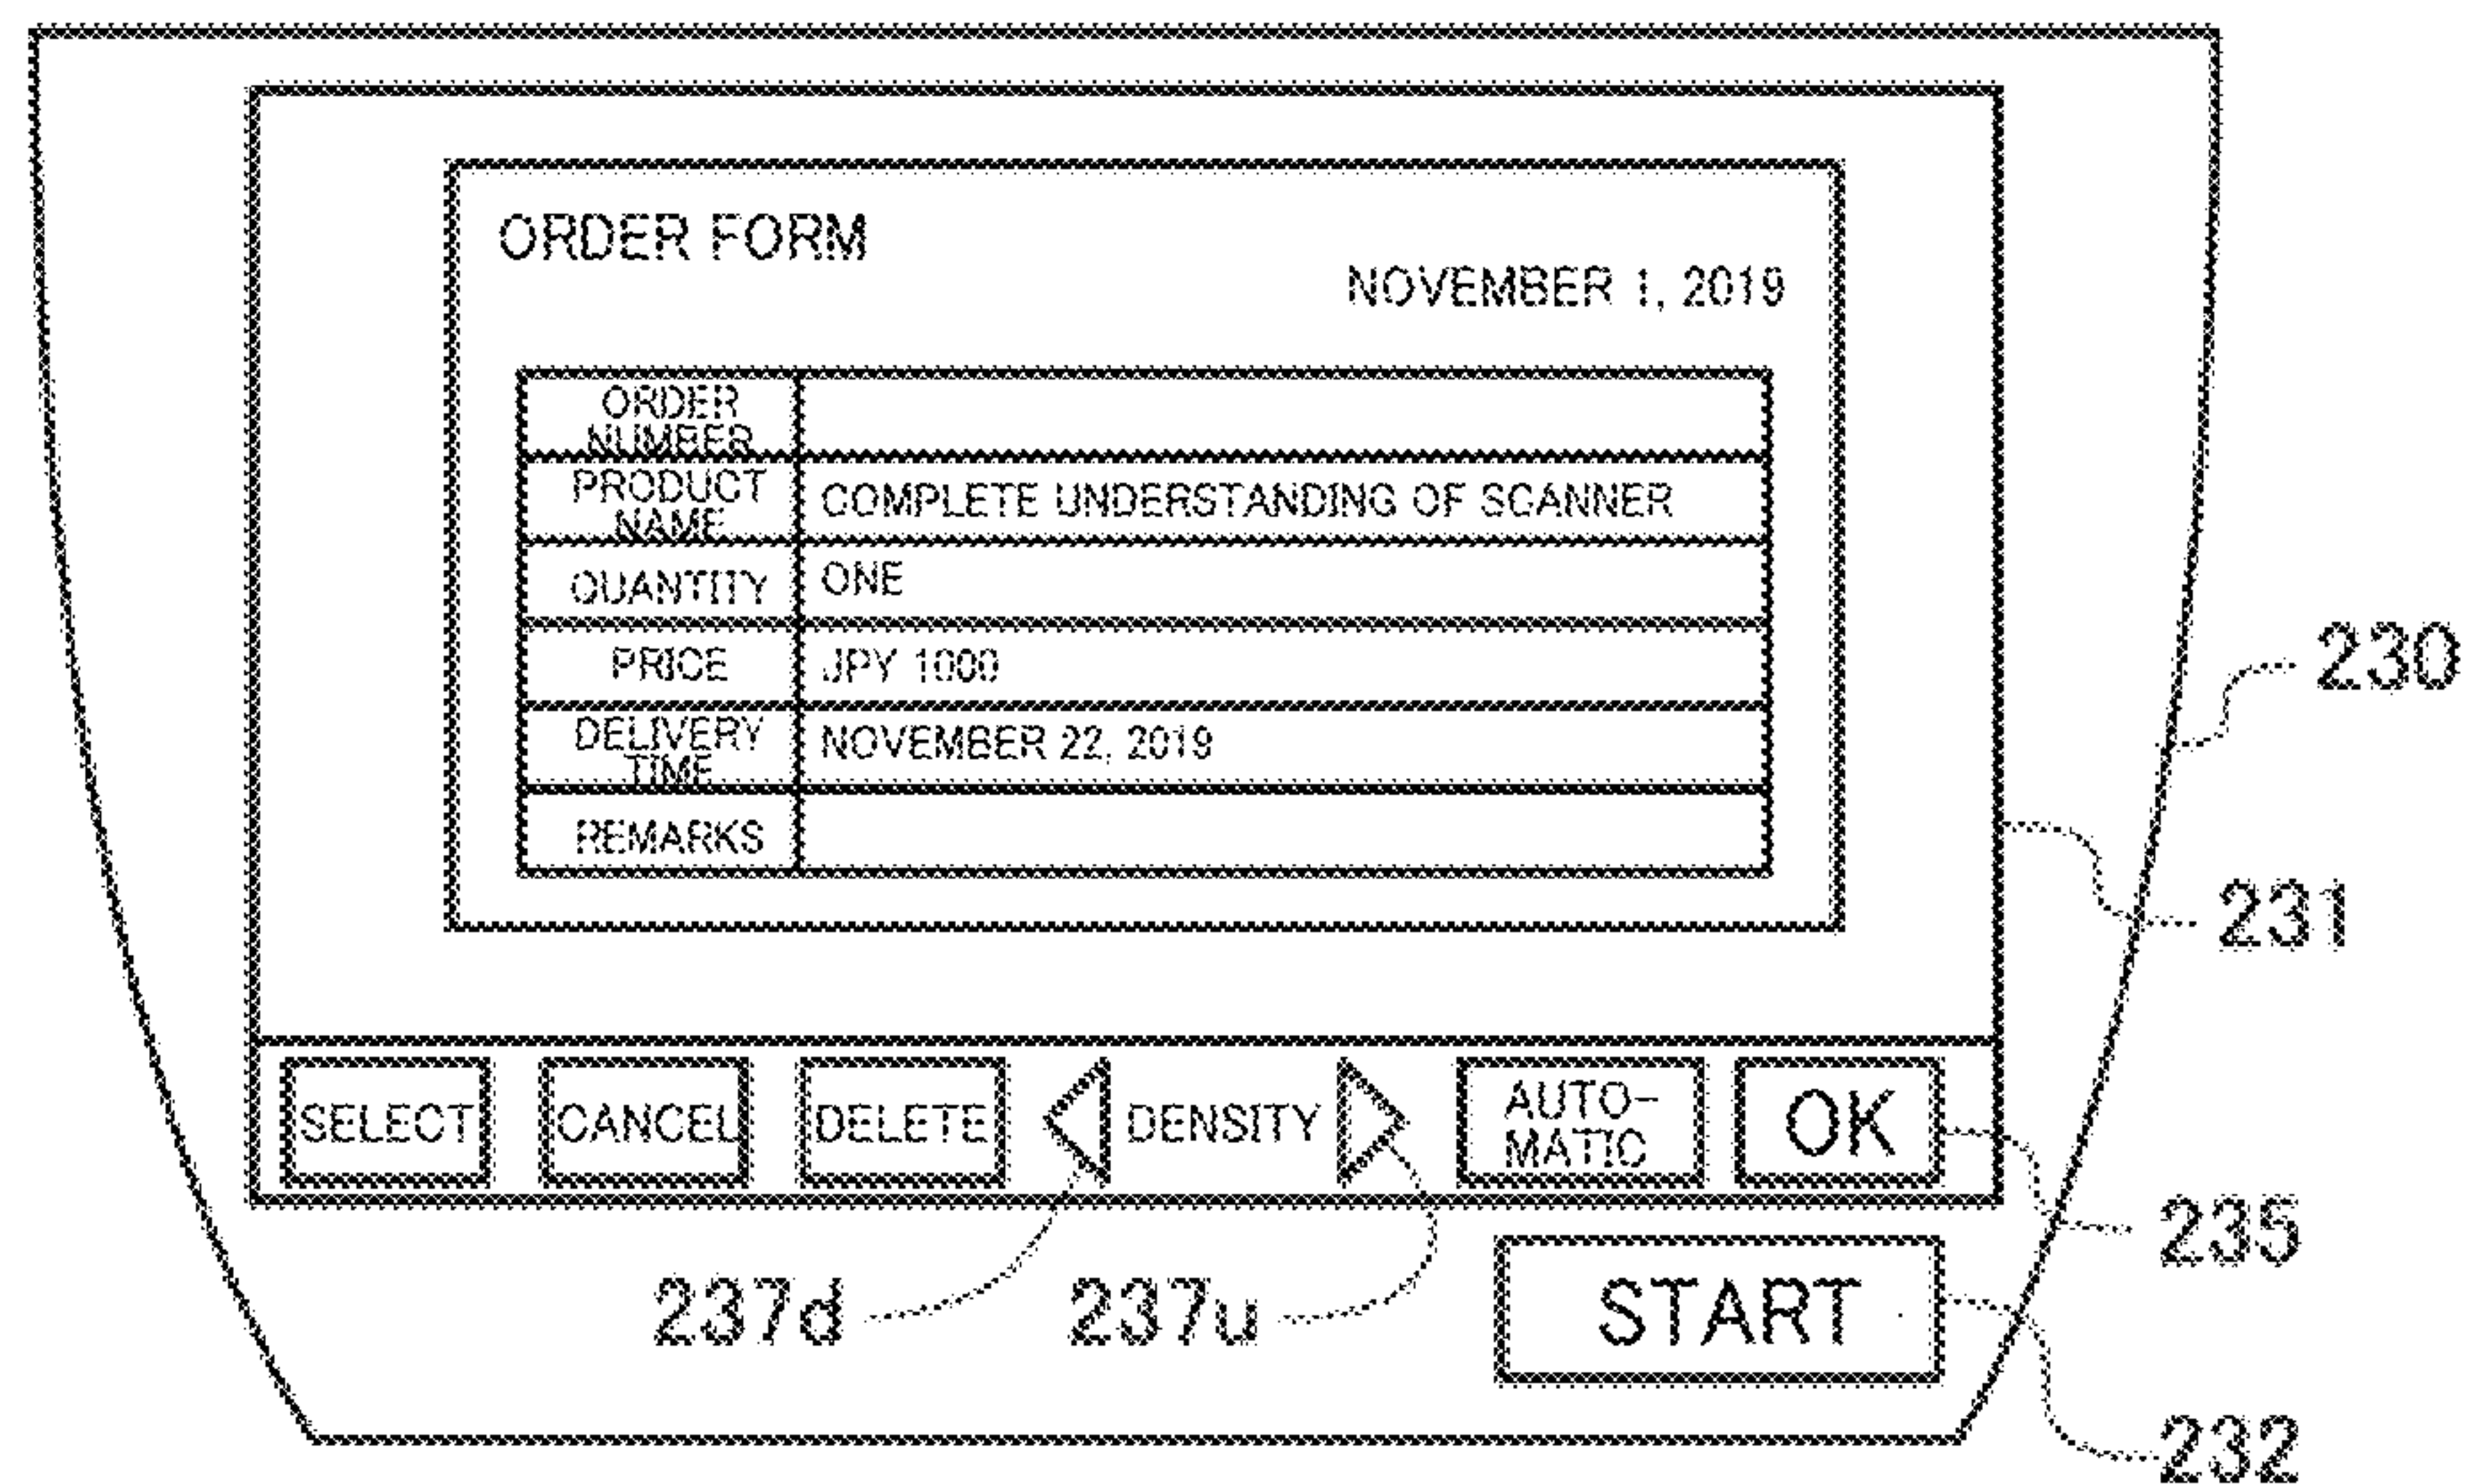 ORDER FORM
NOVEMBER 1, 2019
ORDER
NUMBER
PRODUCT
NAME
COMPLETE UNDERSTANDING OF SCANNER
QUANTITY
ONE
PRICE
JPY 1000
DELIVERY
TIME
NOVEMBER 22, 2019
REMARKS
230
231
SELECT
CANCEL
DELETE
DENSITY
AUTO-
MATIC
OK
235
237d
237u
START
232